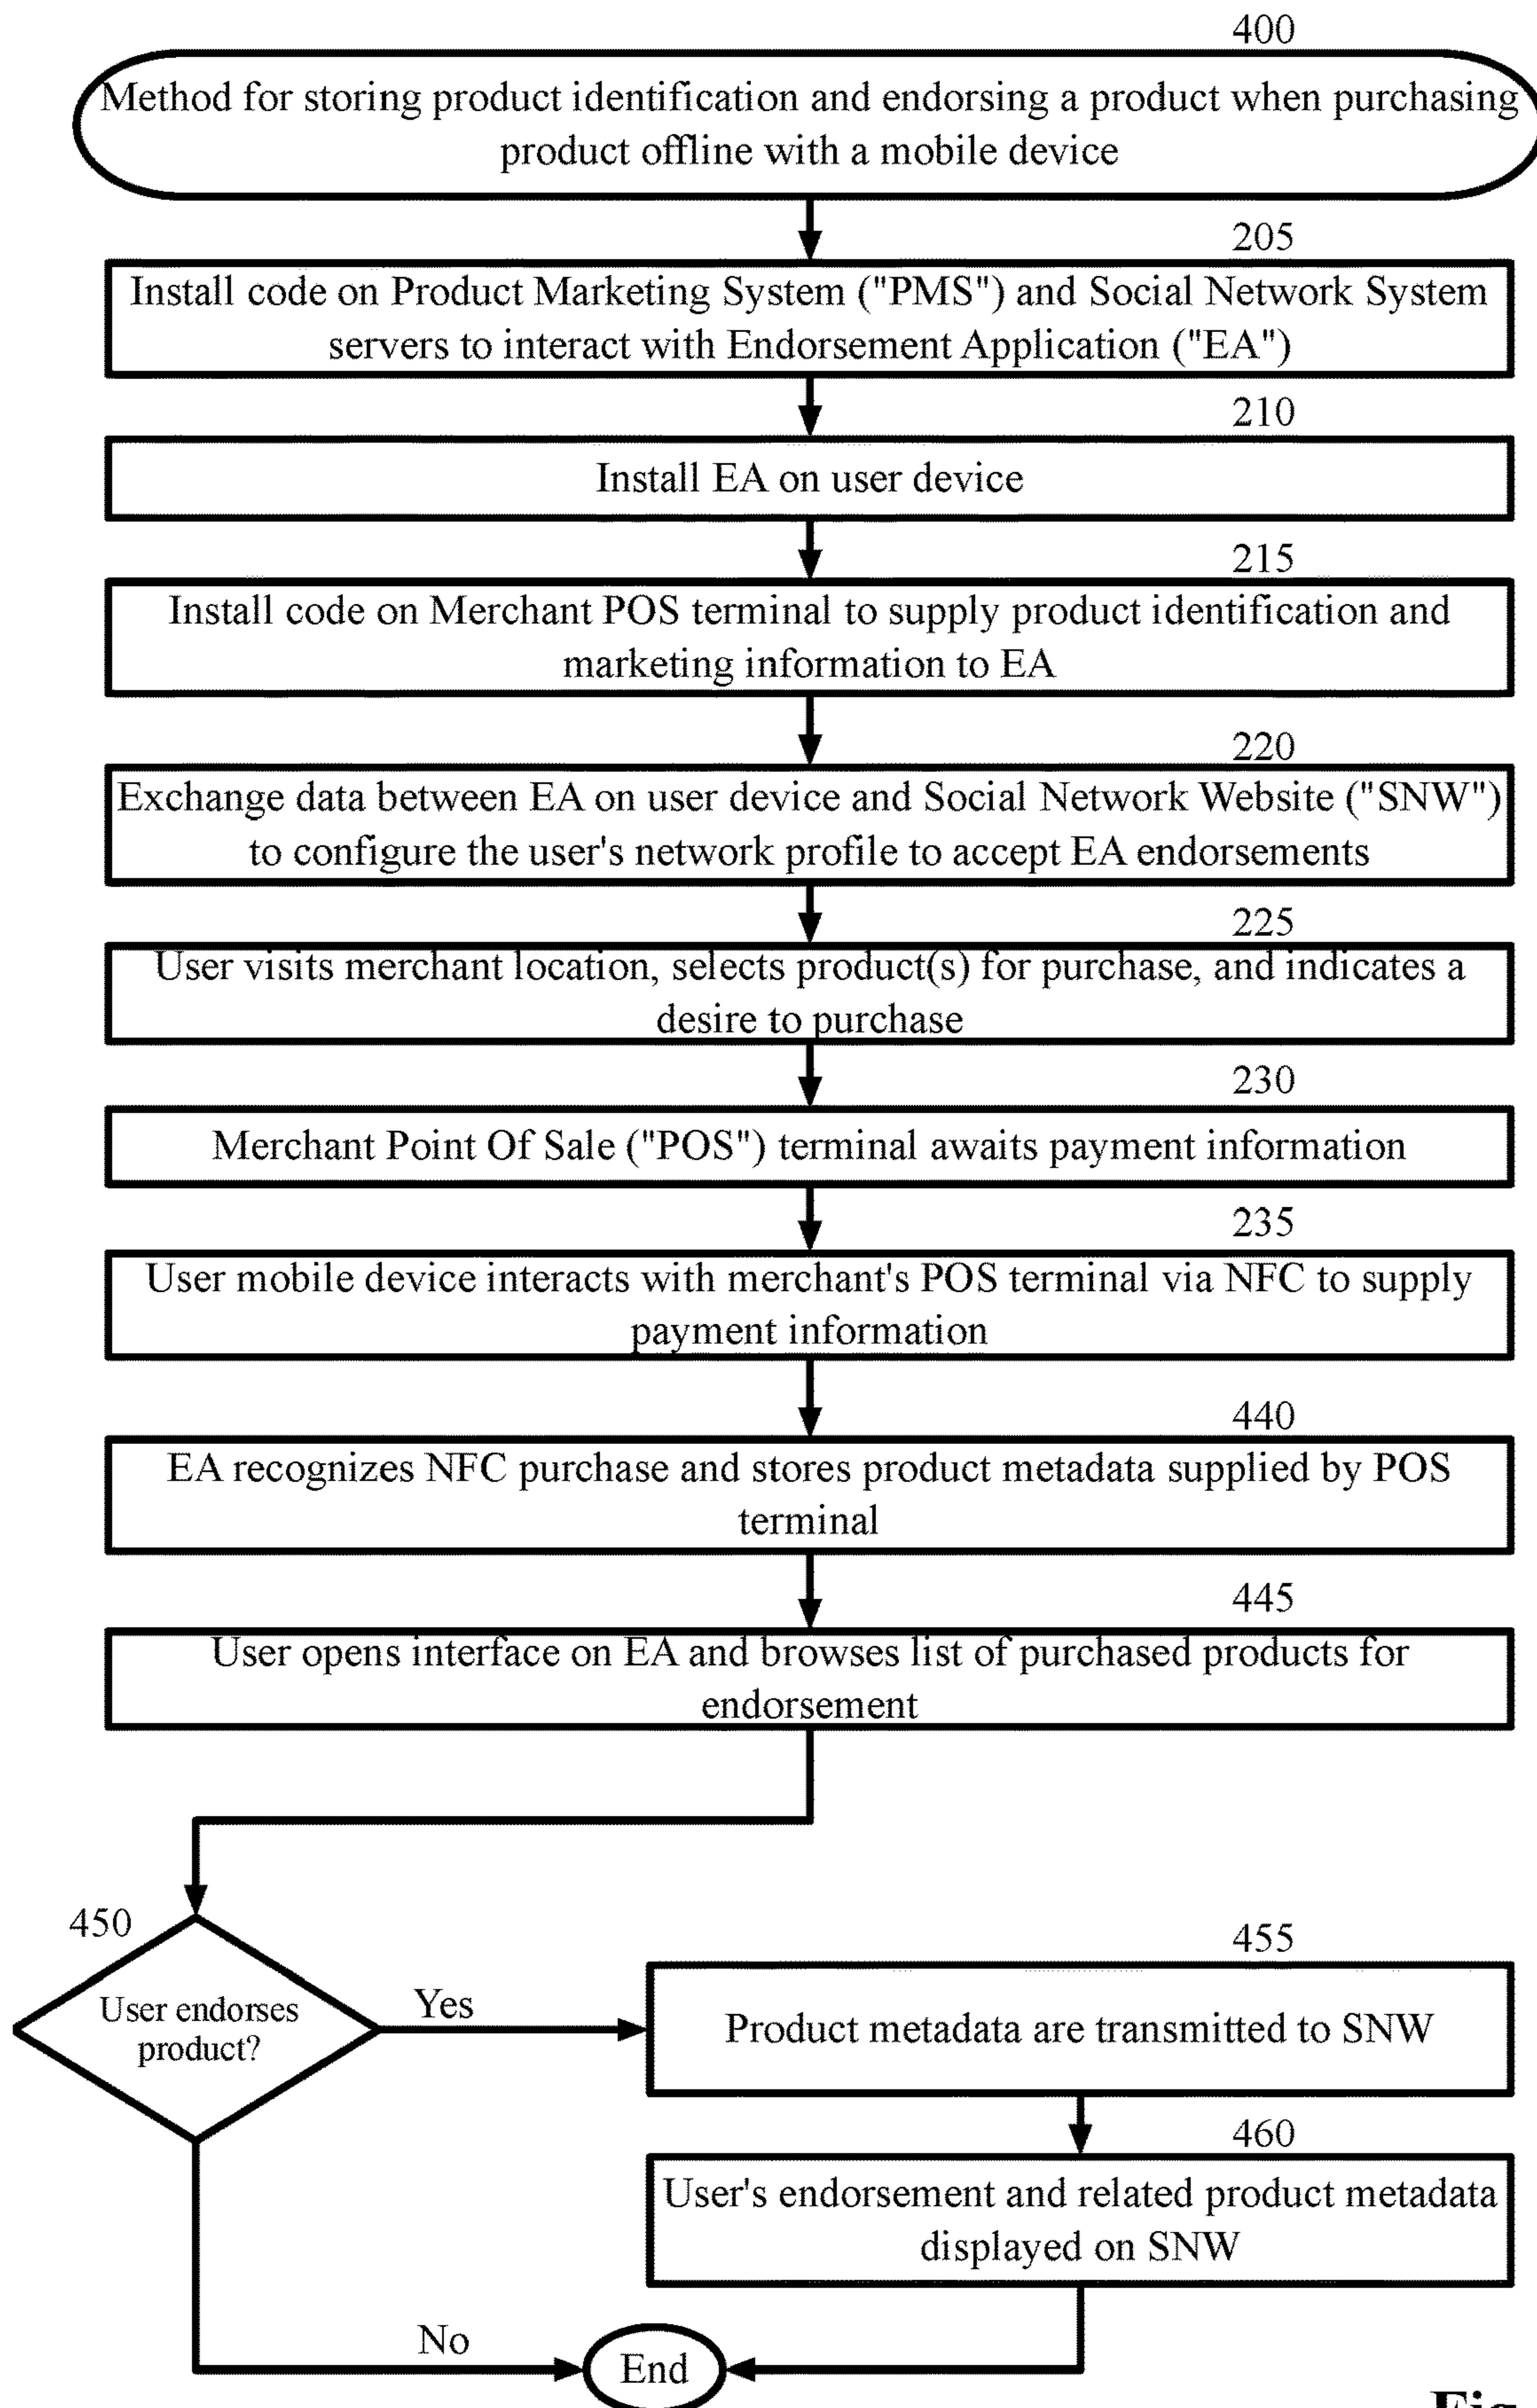 400
Method for storing product identification and endorsing a product when purchasing
product offline with a mobile device
205
Install code on Product Marketing System ("PMS") and Social Network System
servers to interact with Endorsement Application ("EA")
210
Install EA on user device
215
Install code on Merchant POS terminal to supply product identification and
marketing information to EA
220
Exchange data between EA on user device and Social Network Website ("SNW")
to configure the user's network profile to accept EA endorsements
225
User visits merchant location, selects product(s) for purchase, and indicates a
desire to purchase
230
Merchant Point Of Sale ("POS") terminal awaits payment information
235
User mobile device interacts with merchant's POS terminal via NFC to supply
payment information
440
EA recognizes NFC purchase and stores product metadata supplied by POS
terminal
445
User opens interface on EA and browses list of purchased products for
endorsement
450
User endorses
product?
Yes
455
Product metadata are transmitted to SNW
460
User's endorsement and related product metadata
displayed on SNW
No
End